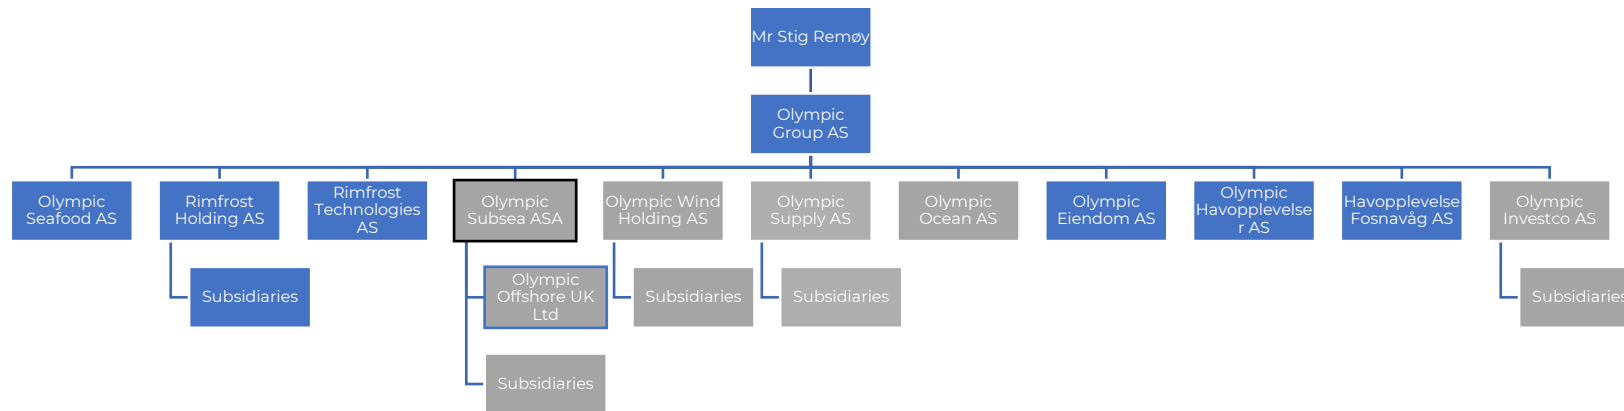 Mr Stig Remøy
Olympic
Group AS
Olympic
Seafood AS
Rimfrost
Holding AS
Rimfrost
Technologies
AS
Olympic
Subsea ASA
Olympic Wind
Holding AS
Olympic
Supply AS
Olympic
Ocean AS
Olympic
Eiendom AS
Olympic
Havopplevelse
r AS
Havopplevelse
Fosnavåg AS
Olympic
Investco AS
Subsidiaries
Olympic
Offshore UK
Ltd
Subsidiaries
Subsidiaries
Subsidiaries
Subsidiaries